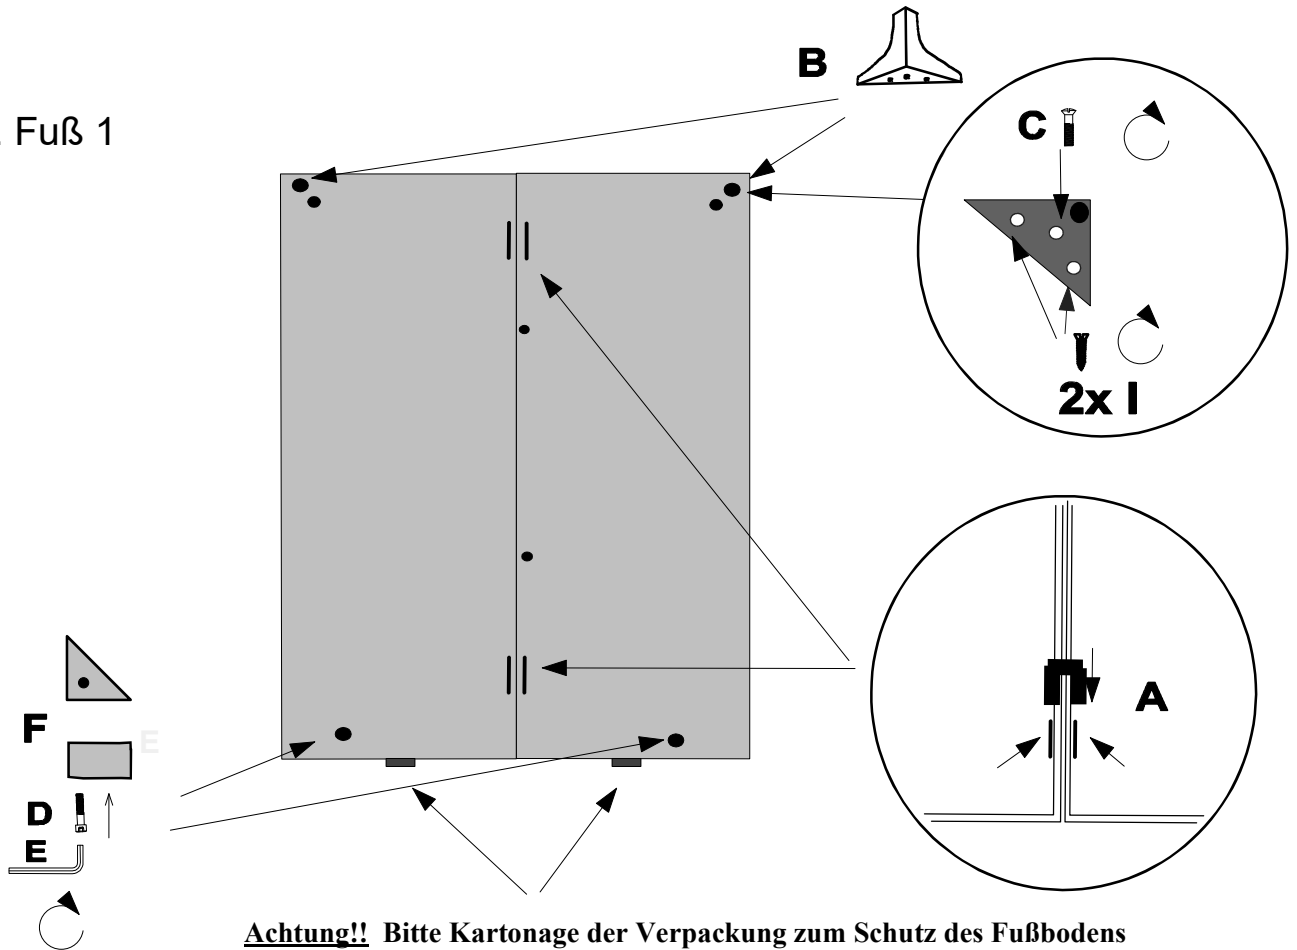 B
. Fuß 1
C
2x I
A
F
E
D
E
Achtung!! Bitte Kartonage der Verpackung zum Schutz des Fußbodens